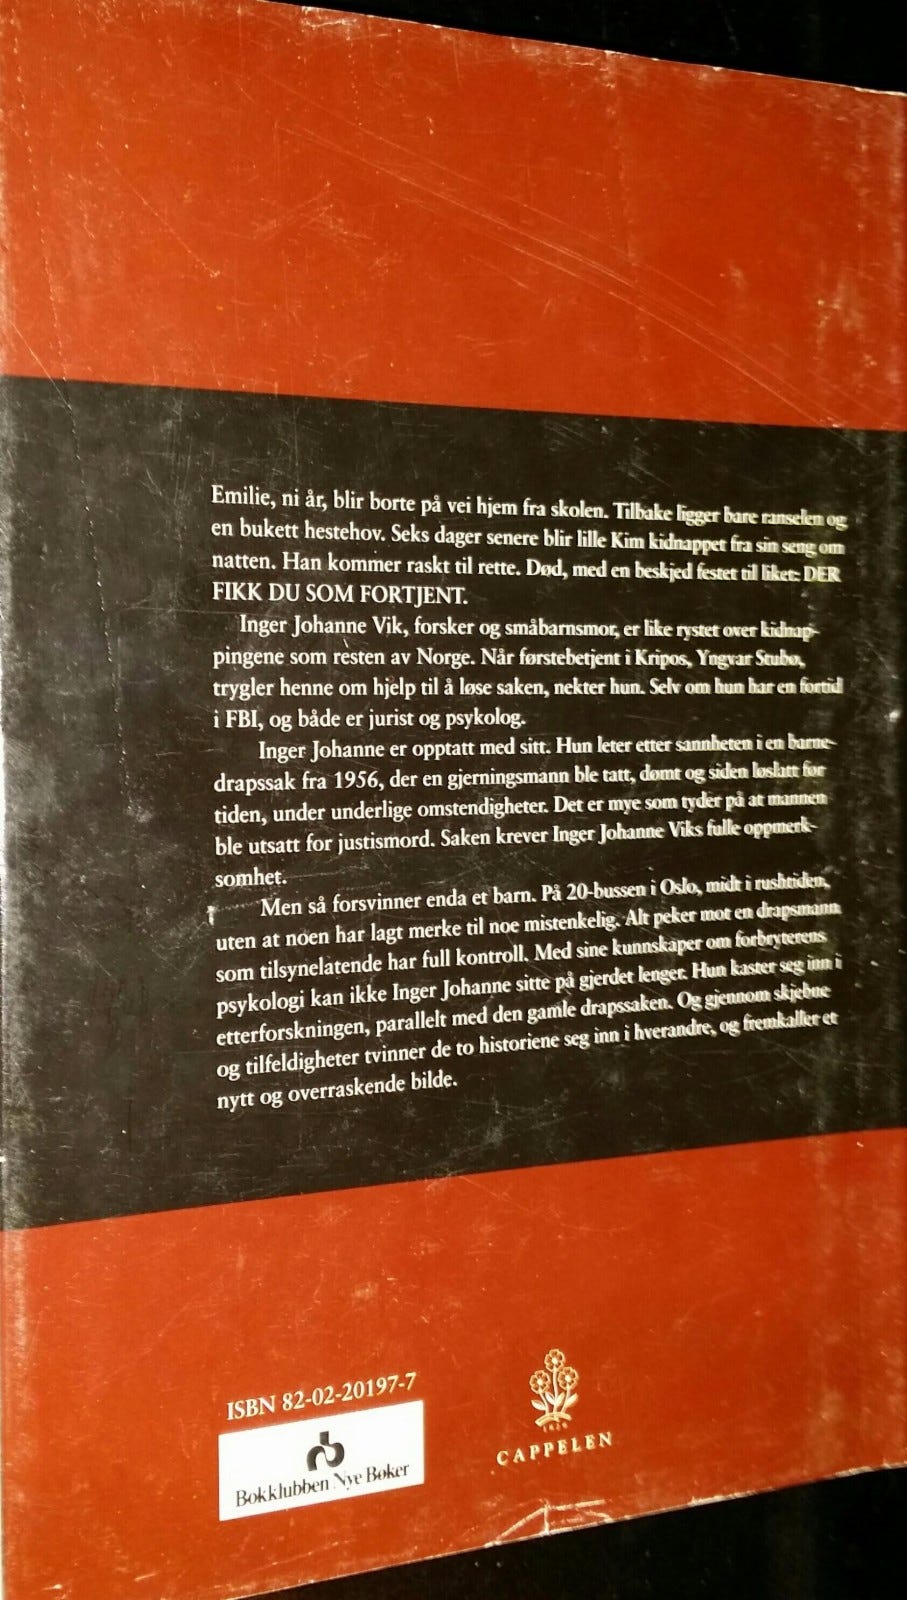 Emilie, ni år, blir borte på vei hjem fra skolen. Tilbake ligger bare ranselen og
en bukett hestehov. Seks dager senere blir lille Kim kidnappet fra sin seng om
natten. Han kommer raskt til rette. Død, med en beskjed festet til liket: DER
FIKK DU SOM FORTJENT.
Inger Johanne Vik, forsker og småbarnsmor, er like rystet over kidnap-
pingene som resten av Norge. Når førstebetjent i Kripos, Yngvar Stubø,
trygler henne om hjelp til å løse saken, nekter hun. Selv om hun har en fortid
i FBI, og både er jurist og psykolog.
Inger Johanne er opptatt med sitt. Hun leter etter sannheten i en barne-
drapssak fra 1956, der en gjerningsmann ble tatt, dømt og siden løslatt før
tiden, under underlige omstendigheter. Det er mye som tyder på at mannen
ble utsatt for justismord. Saken krever Inger Johanne Viks fulle oppmerk-
somhet.
Men så forsvinner enda et barn. På 20-bussen i Oslo, midt i rushtiden,
uten at noen har lagt merke til noe mistenkelig. Alt peker mot en drapsmann
som tilsynelatende har full kontroll. Med sine kunnskaper om forbryterens
psykologi kan ikke Inger Johanne sitte på gjerdet lenger. Hun kaster seg inn i
etterforskningen, parallelt med den gamle drapssaken. Og gjennom skjebne
og tilfeldigheter tvinner de to historiene seg inn i hverandre, og fremkaller et
nytt og overraskende bilde.
ISBN 82-02-20197-7
Bokklubben Nye Bøker
CAPPELEN